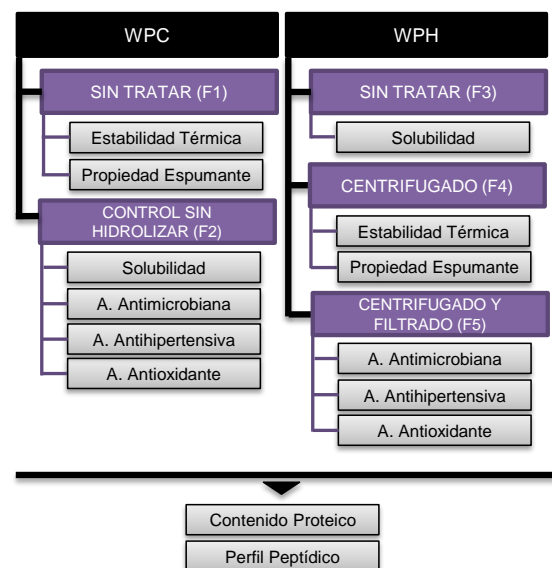 WPC
SIN TRATAR (F1)
Estabilidad Térmica
Propiedad Espumante
CONTROL SIN
HIDROLIZAR (F2)
Solubilidad
A. Antimicrobiana
A. Antihipertensiva
A. Antioxidante
WPH
SIN TRATAR (F3)
Solubilidad
CENTRIFUGADO (F4)
Estabilidad Térmica
Propiedad Espumante
CENTRIFUGADO Y
FILTRADO (F5)
A. Antimicrobiana
A. Antihipertensiva
A. Antioxidante
Contenido Proteico
Perfil Peptídico